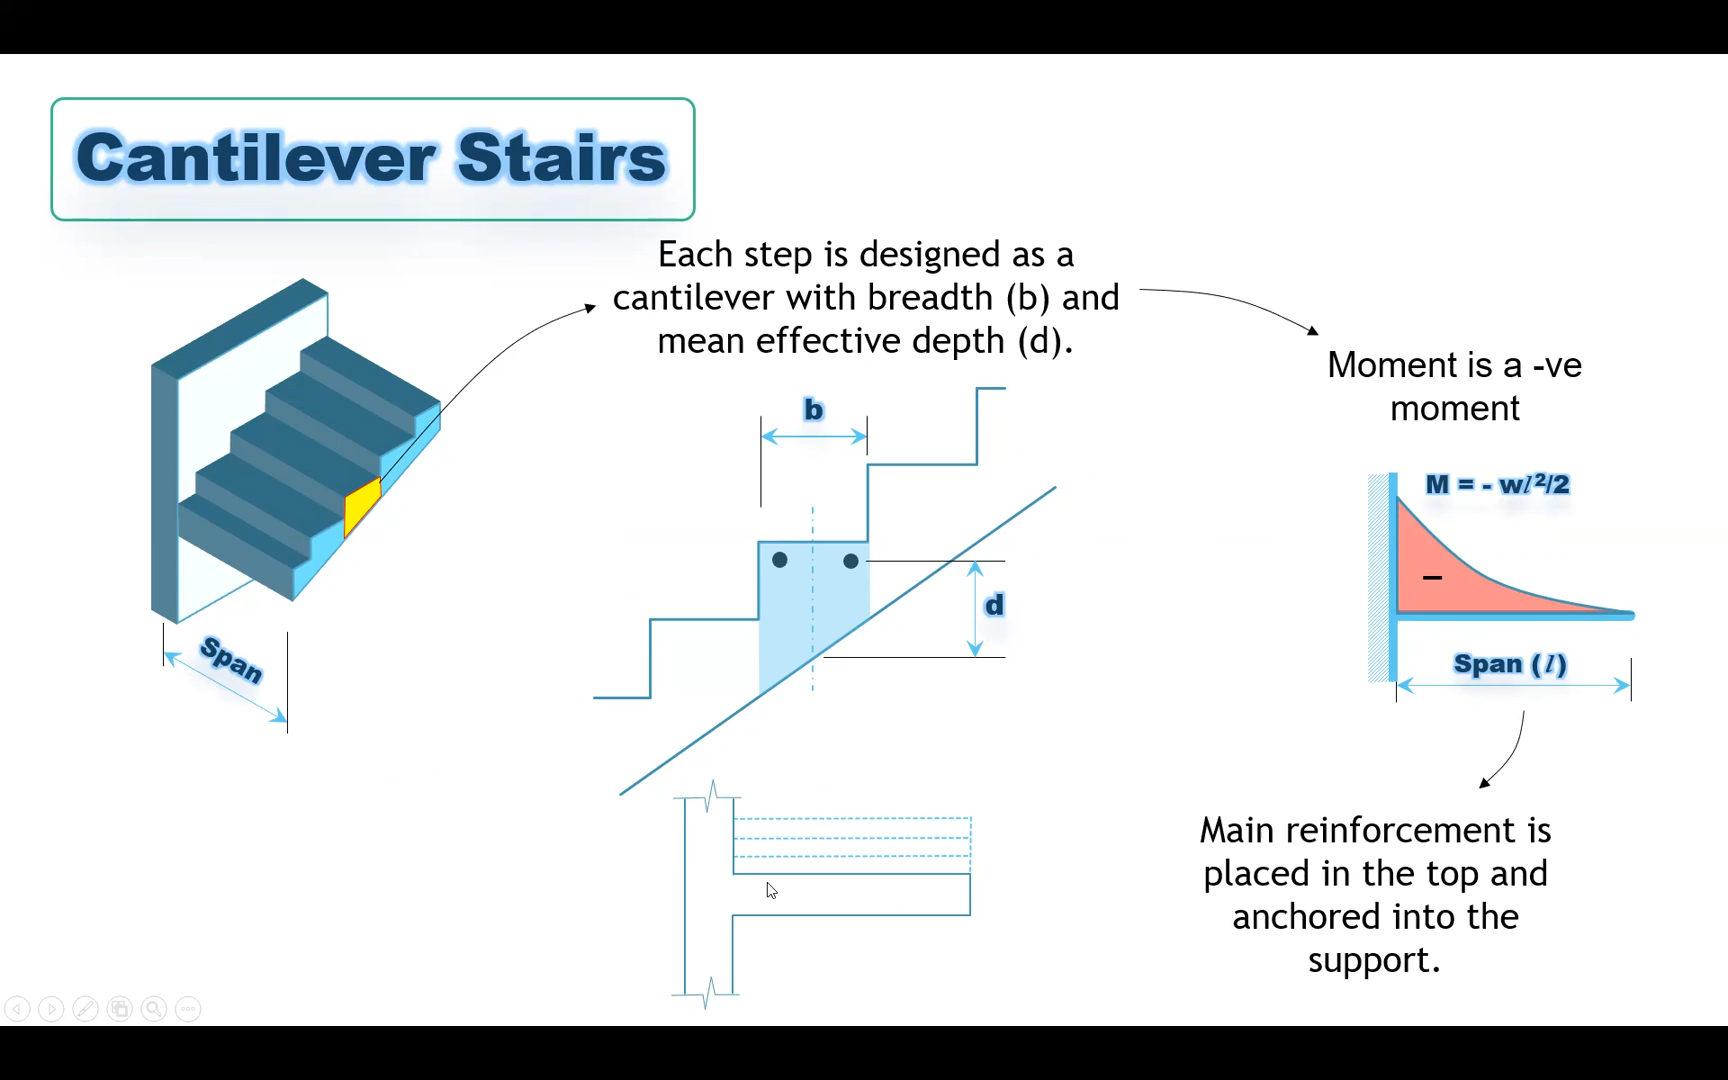 Cantilever Stairs
Each step is designed as a
cantilever with breadth (b) and
mean effective depth (d).
Moment is a -ve
moment
b
M = - wl²/2
d
–
Span
Span (l)
Main reinforcement is
placed in the top and
anchored into the
support.